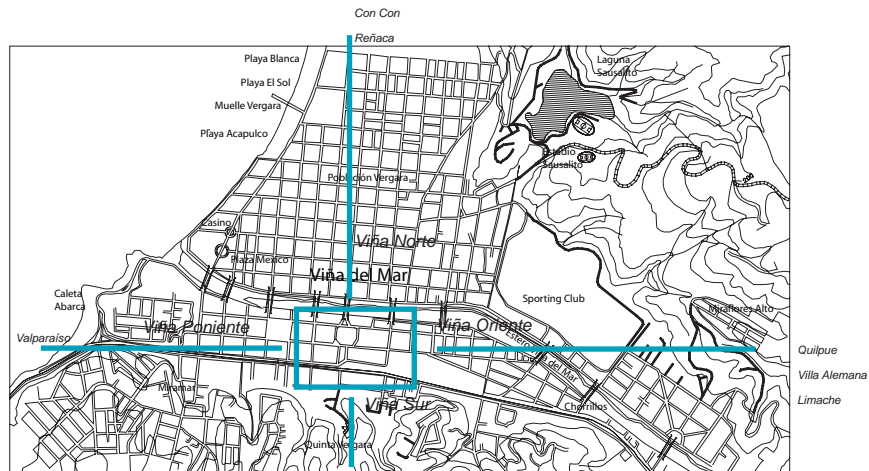 Con Con
Reñaca
Playa Blanca
Laguna
Sausalito
Playa El Sol
Muelle Vergara
Playa Acapulco
Estadio
Sausalito
Población Vergara
Casino
Viña Norte
Plaza Mexico
Viña del Mar
Caleta
Abarca
Sporting Club
Miraflores Alto
Viña Poniente
Viña Oriente
Valparaíso
Estero Viña del Mar
Quilpue
Villa Alemana
Limache
Miramar
Viña Sur
Chorrillos
Quinta Vergara